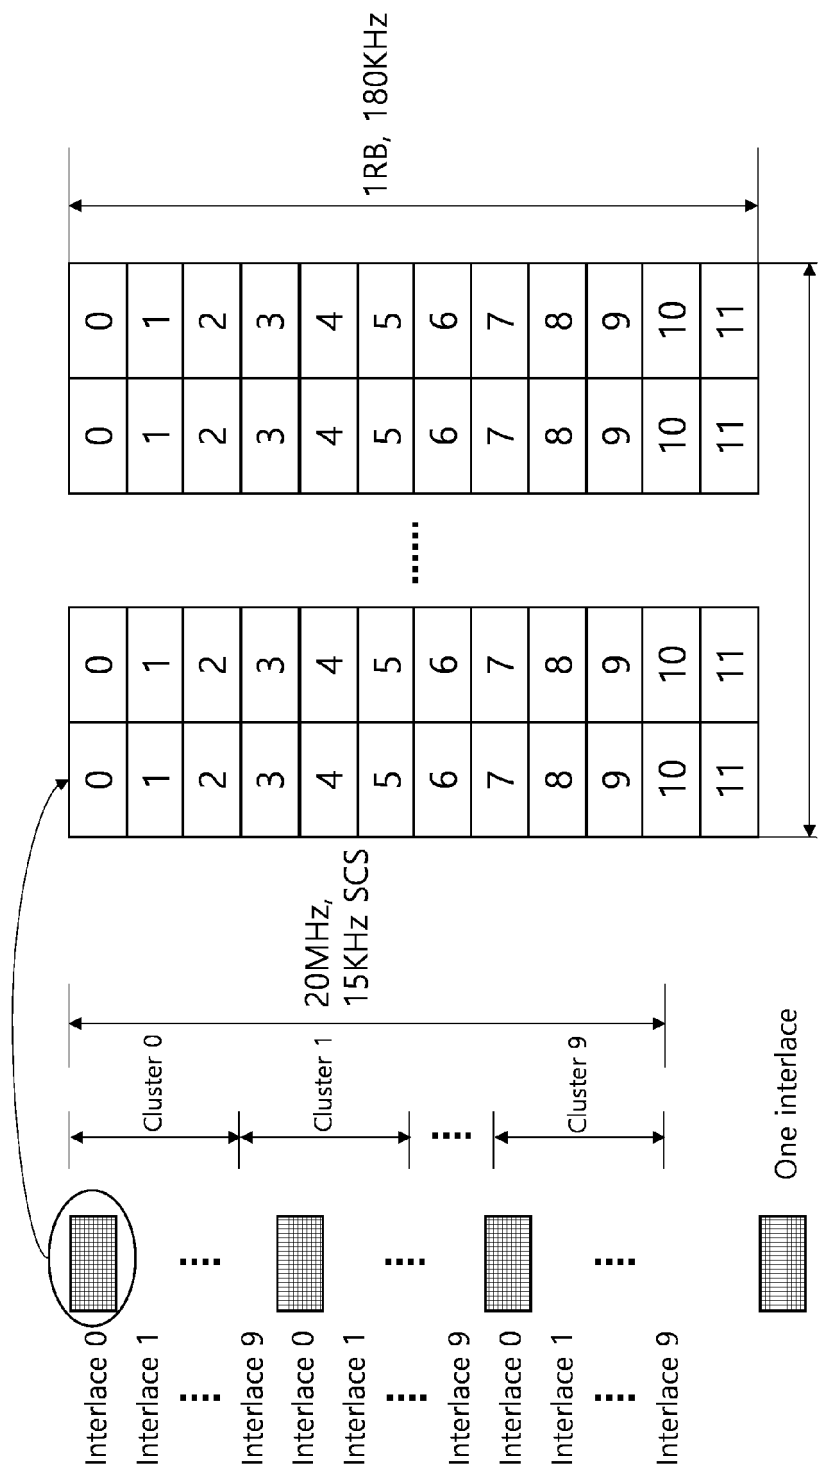 Interlace 0
Interlace 1
....
Interlace 9
Interlace 0
Interlace 1
....
Interlace 9
Interlace 0
Interlace 1
....
Interlace 9
....
....
....
Cluster 0
Cluster 1
....
Cluster 9
20MHz,
15KHz SCS
0 0 0 0
1 1 1 1
2 2 2 2
3 3 3 3
4 4 4 4
5 5 5 5
6 6 ...... 6 6
7 7 7 7
8 8 8 8
9 9 9 9
10 10 10 10
11 11 11 11
1RB, 180KHz
One interlace